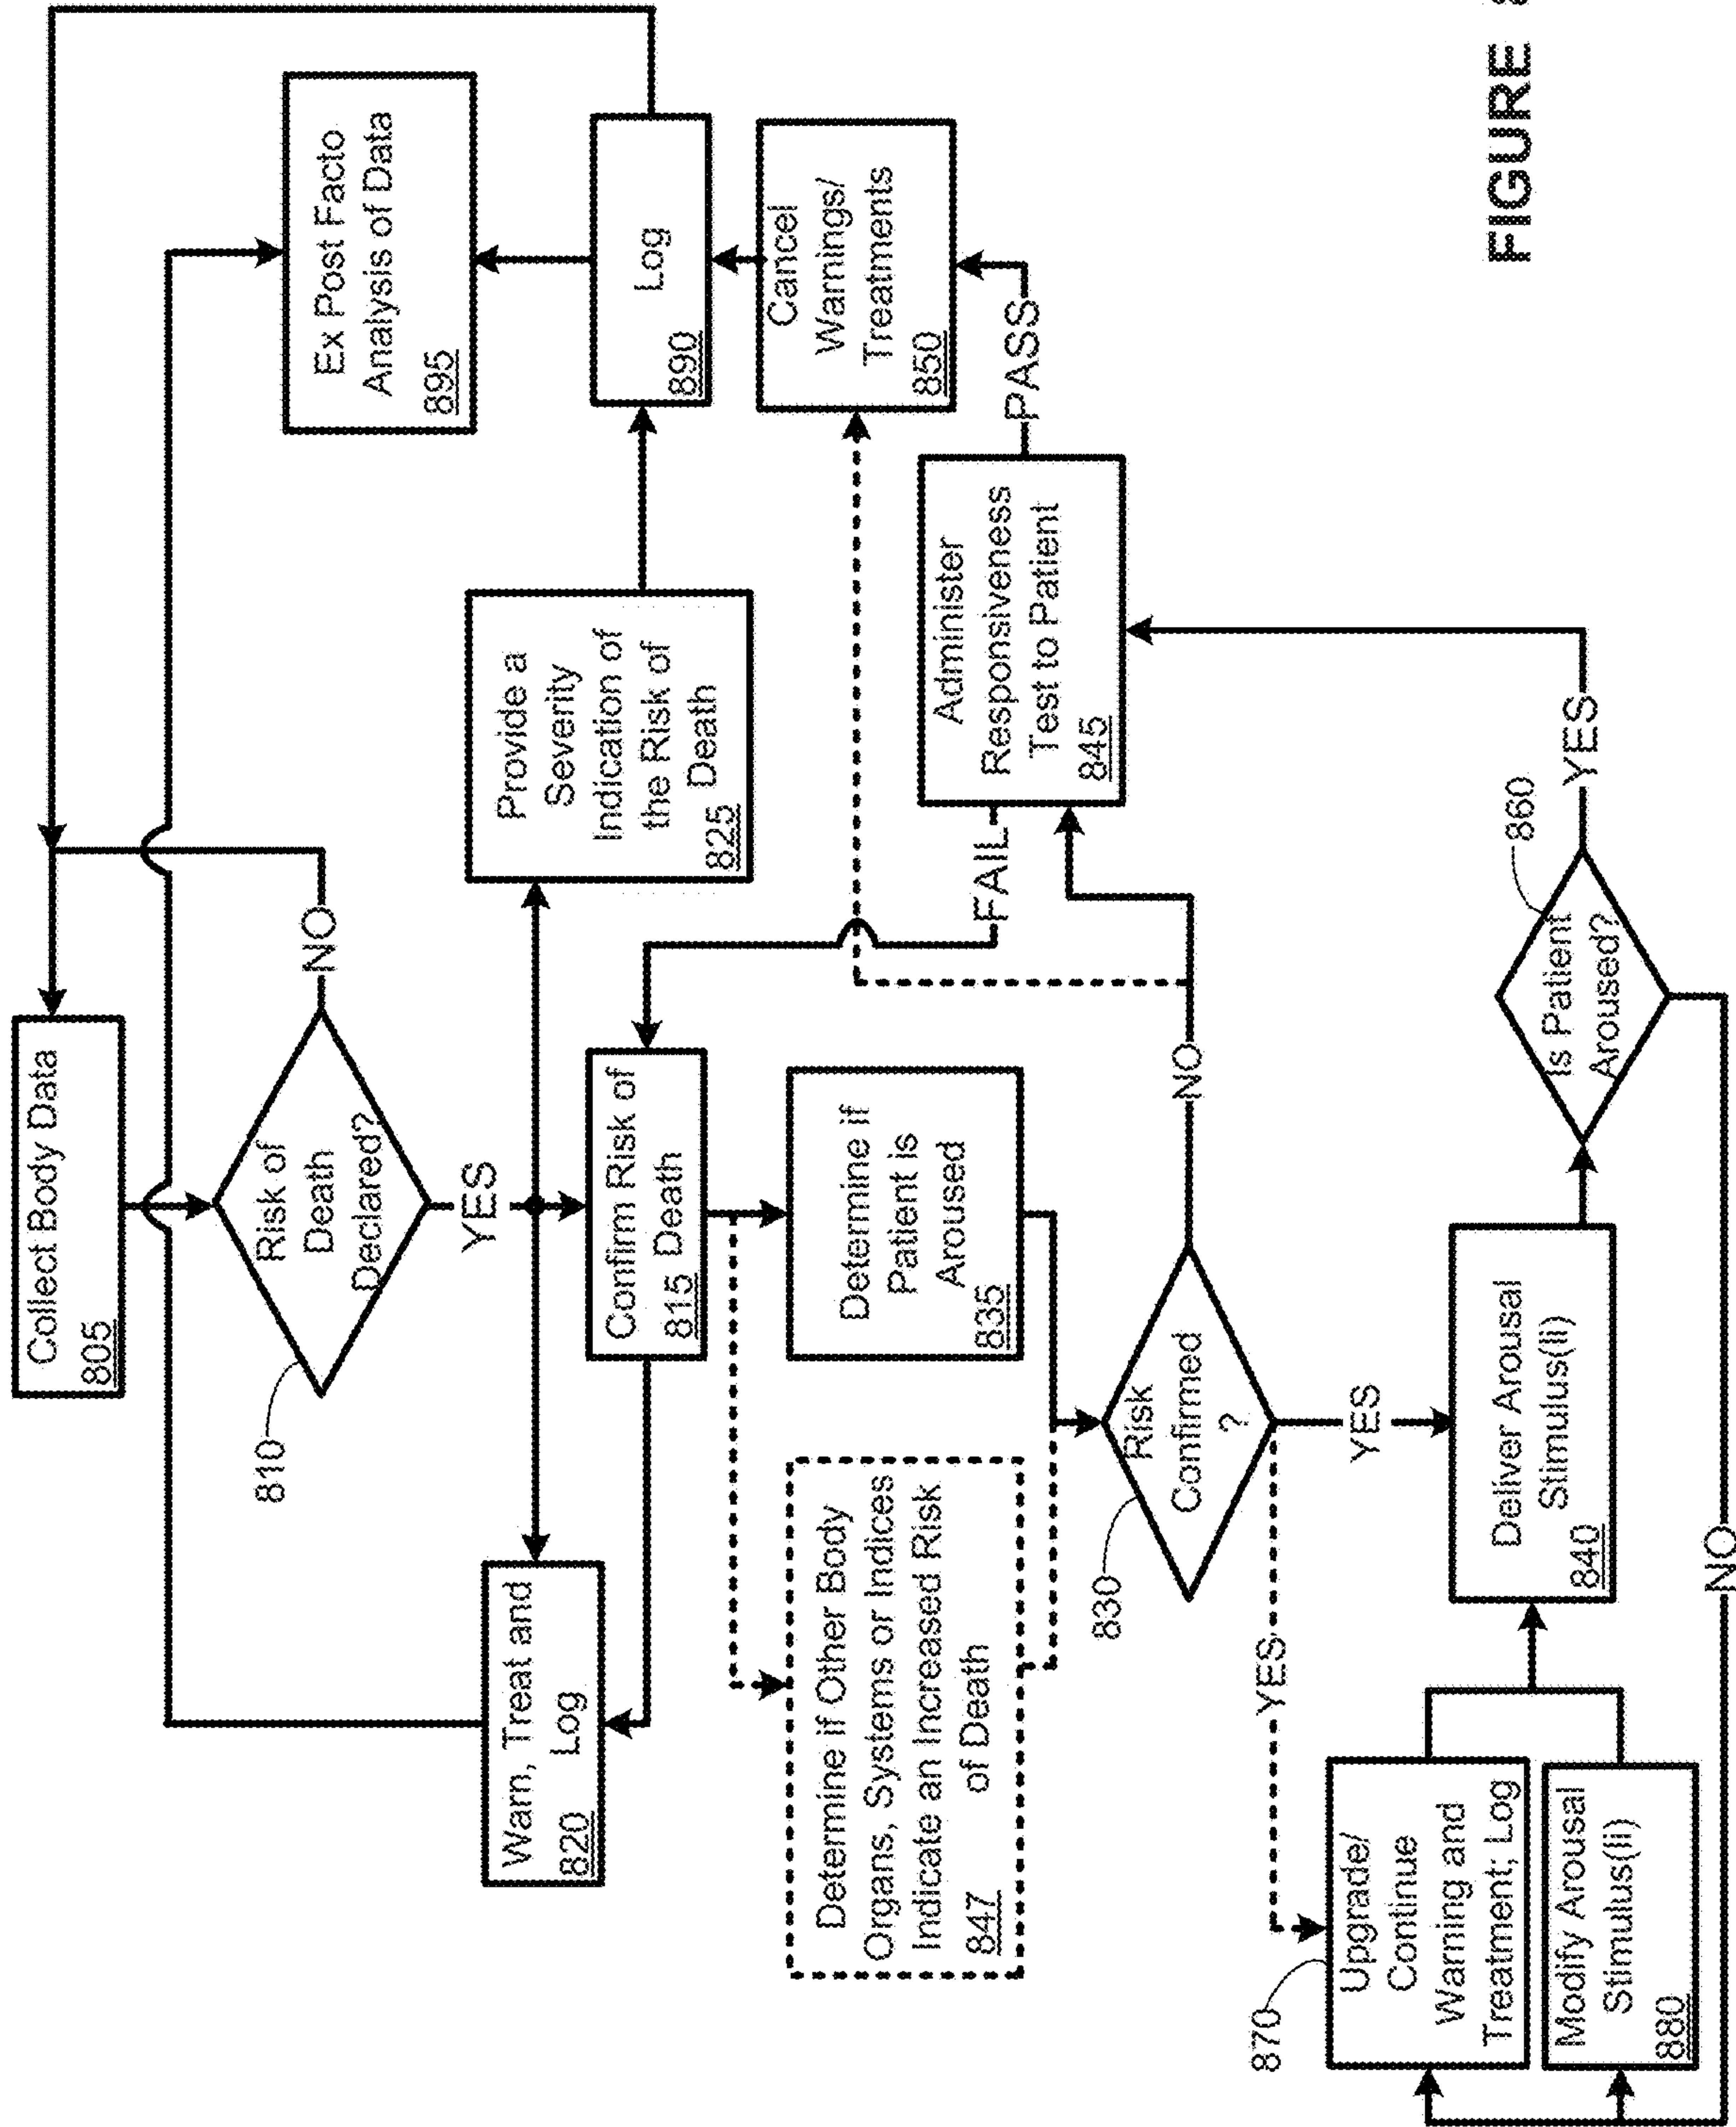 Collect Body Data
805
810
Risk of
Death
Declared?
NO
YES
Warn, Treat and
Log
820
Provide a
Severity
Indication of
the Risk of
Death
825
Ex Post Facto
Analysis of Data
895
Confirm Risk of
Death
815
Log
890
Determine if Other Body
Organs, Systems or Indices
Indicate an Increased Risk
of Death
847
Determine if
Patient is
Aroused
835
FAIL
Cancel
Warnings/
Treatments
850
Administer
Responsiveness
Test to Patient
845
PASS
830
Risk
Confirmed
?
NO
YES
YES
870
Upgrade/
Continue
Warning and
Treatment; Log
Modify Arousal
Stimulus(li)
880
Deliver Arousal
Stimulus(li)
840
860
Is Patient
Aroused?
YES
NO
FIGURE